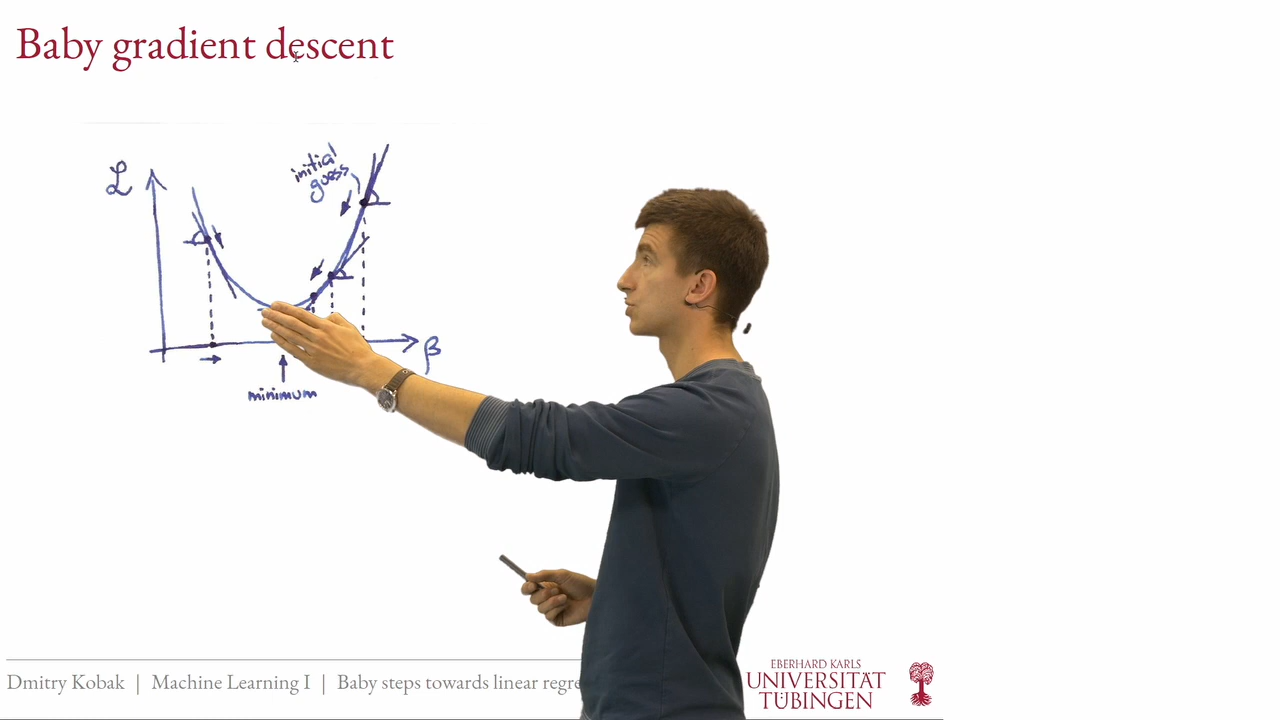 Baby gradient descent
initial
guess
ℒ
β
minimum
Dmitry Kobak | Machine Learning I | Baby steps towards linear regre
EBERHARD KARLS
UNIVERSITÄT
TÜBINGEN